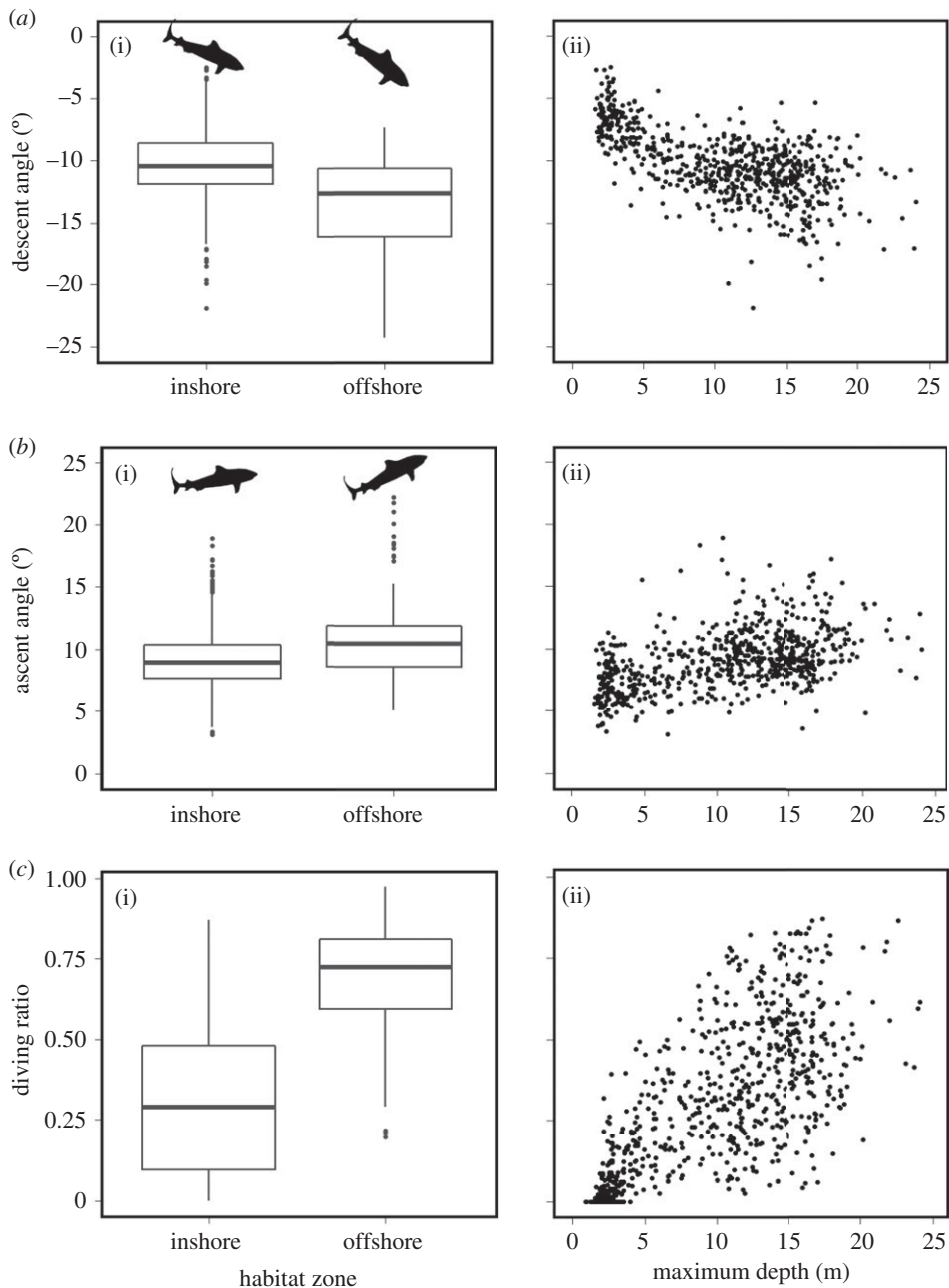 (a)
(i)
(ii)
descent angle (º)
0
–5
–10
–15
–20
–25
inshore offshore
0 5 10 15 20 25
(b)
(i)
(ii)
ascent angle (º)
25
20
15
10
5
0
inshore offshore
0 5 10 15 20 25
(c)
(i)
(ii)
diving ratio
1.00
0.75
0.50
0.25
0
inshore offshore
habitat zone
0 5 10 15 20 25
maximum depth (m)